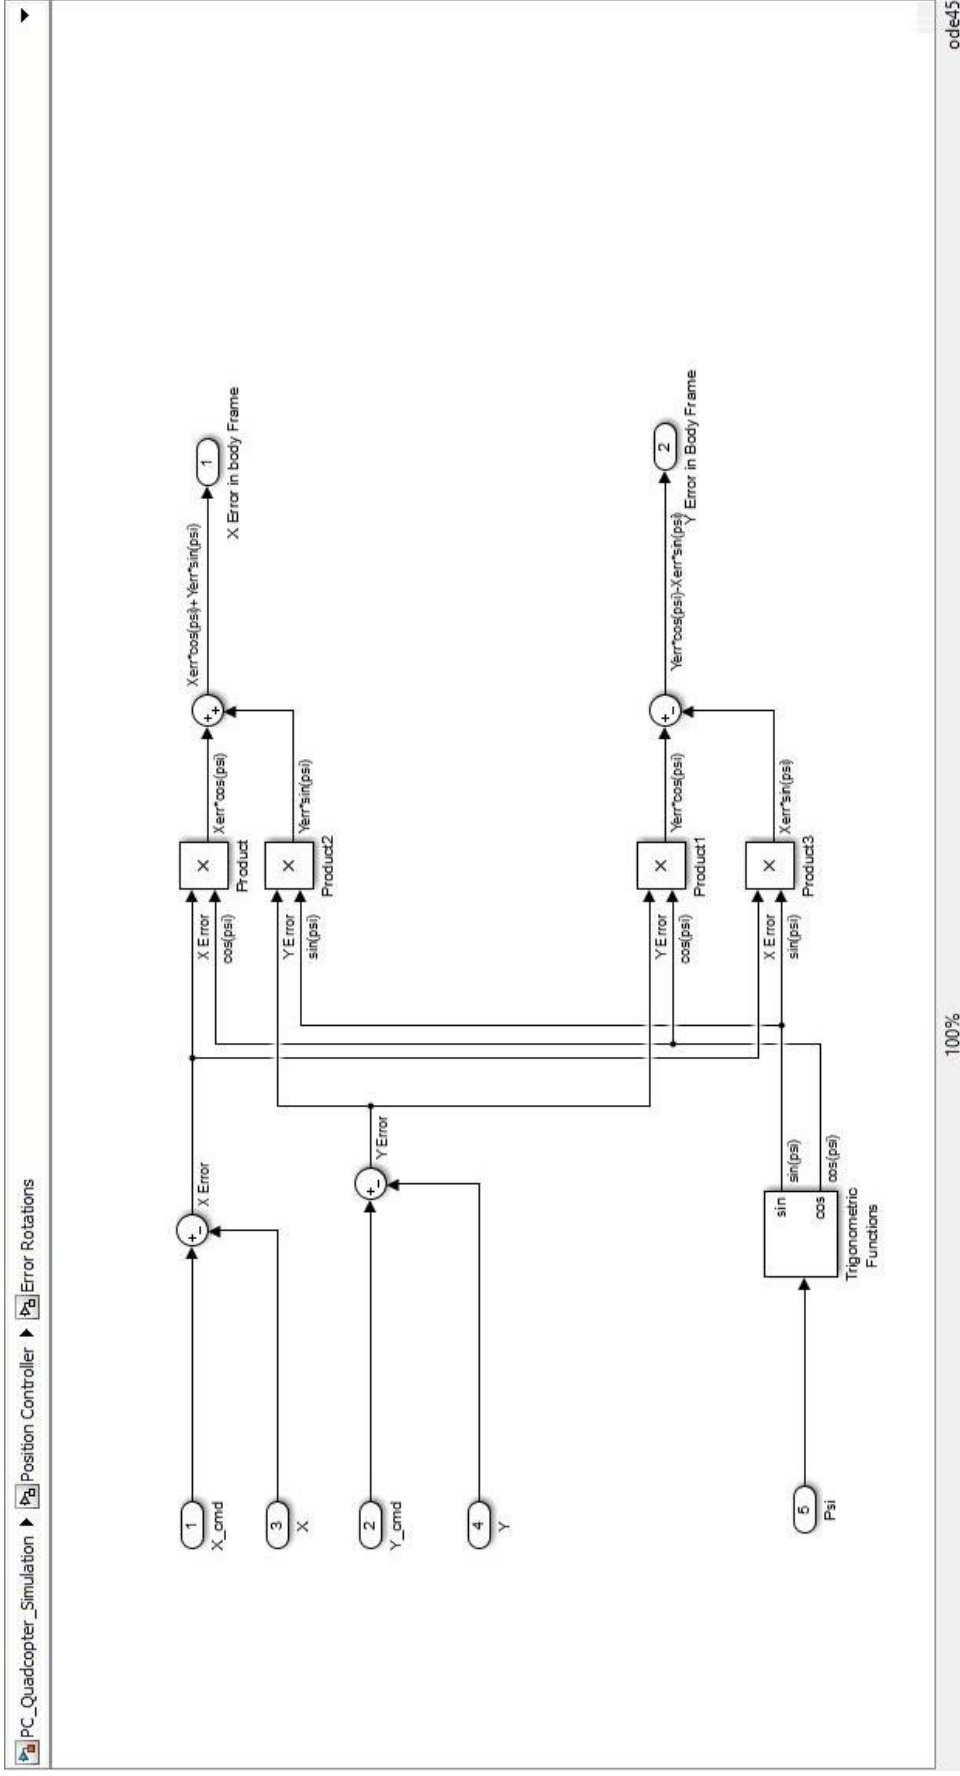 PC_Quadcopter_Simulation ▶ Position Controller ▶ Error Rotations
1
X_cmd
3
X
2
Y_cmd
4
Y
5
Psi
+
-
X Error
+
-
Y Error
sin
cos
sin(psi)
cos(psi)
Trigonometric
Functions
X Error
cos(psi)
X
Product
Xerr*cos(psi)
Y Error
sin(psi)
X
Product2
Yerr*sin(psi)
+
+
Xerr*cos(psi)+Yerr*sin(psi)
1
X Error in body Frame
Y Error
cos(psi)
X
Product1
Yerr*cos(psi)
X Error
sin(psi)
X
Product3
Xerr*sin(psi)
+
-
Yerr*cos(psi)-Xerr*sin(psi)
2
Y Error in Body Frame
100%
ode45